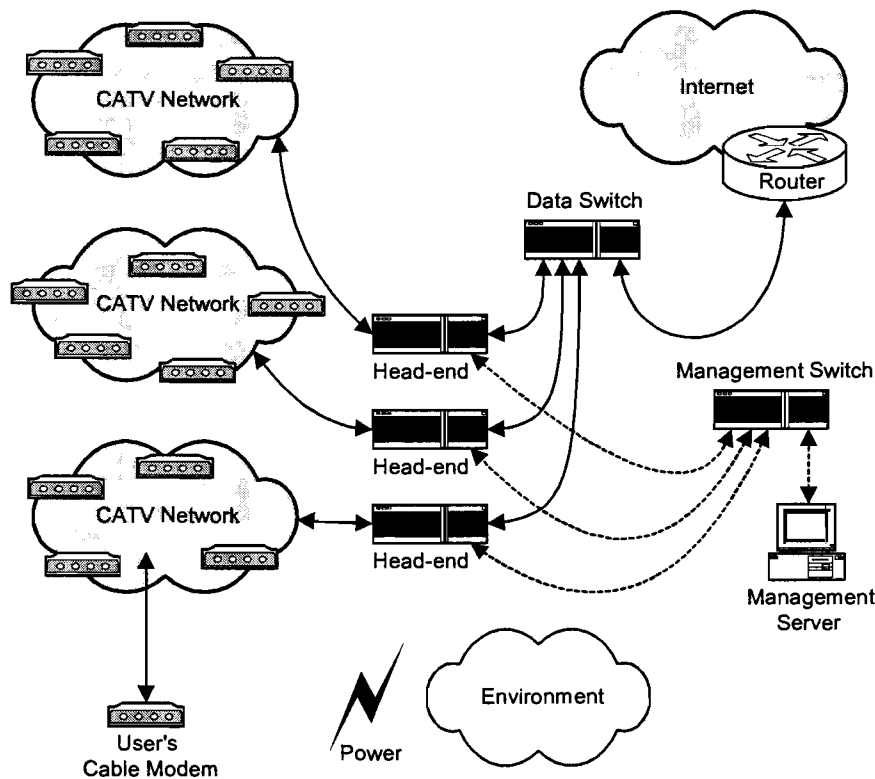 CATV Network
Internet
Router
Data Switch
CATV Network
Head-end
Management Switch
Head-end
CATV Network
Head-end
Management
Server
Environment
Power
User's
Cable Modem